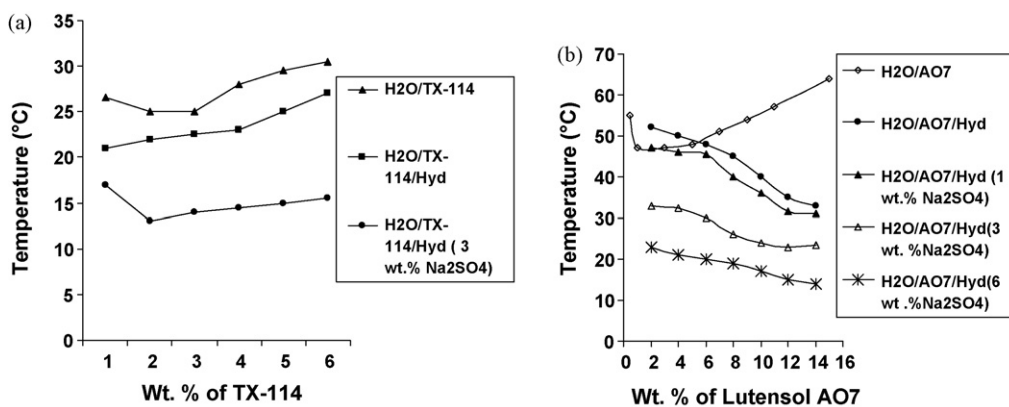 (a)
35
30
25
20
15
10
5
0
Temperature (°C)
1 2 3 4 5 6
Wt. % of TX-114
H2O/TX-114
H2O/TX-
114/Hyd
H2O/TX-
114/Hyd ( 3
wt.% Na2SO4)
(b)
70
60
50
40
30
20
10
0
Temperature (°C)
0 2 4 6 8 10 12 14 16
Wt. % of Lutensol AO7
H2O/AO7
H2O/AO7/Hyd
H2O/AO7/Hyd (1
wt.% Na2SO4)
H2O/AO7/Hyd(3
wt.%Na2SO4)
H2O/AO7/Hyd(6
wt .%Na2SO4)